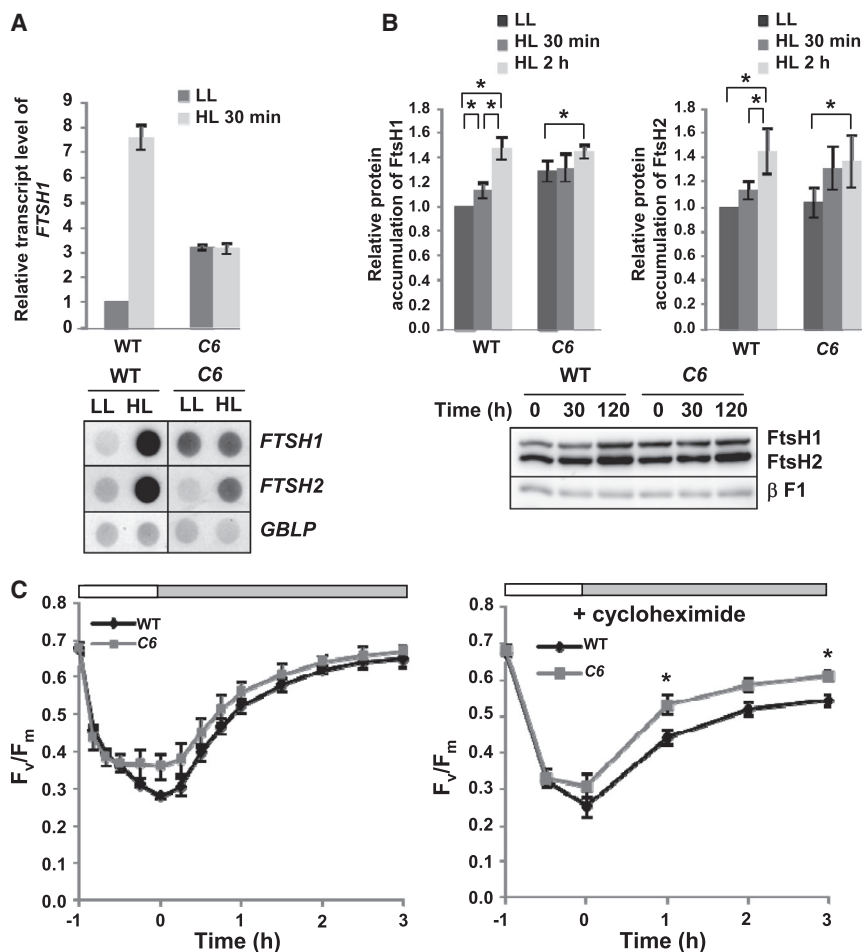 A
LL
HL 30 min
Relative transcript level of
FTSH1
9
8
7
6
5
4
3
2
1
0
WT
C6
WT
C6
LL HL LL HL
FTSH1
FTSH2
GBLP
B
LL
HL 30 min
HL 2 h
Relative protein
accumulation of FtsH1
1.8
1.6
1.4
1.2
1.0
0.8
0.6
0.4
0.2
0.0
* * * *
WT
C6
LL
HL 30 min
HL 2 h
Relative protein
accumulation of FtsH2
1.8
1.6
1.4
1.2
1.0
0.8
0.6
0.4
0.2
0.0
* * *
WT
C6
WT
C6
Time (h) 0 30 120 0 30 120
FtsH1
FtsH2
β F1
C
WT
C6
Fv/Fm
0.8
0.7
0.6
0.5
0.4
0.3
0.2
0.1
0.0
-1 0 1 2 3
Time (h)
+ cycloheximide
WT
C6
* *
Fv/Fm
0.8
0.7
0.6
0.5
0.4
0.3
0.2
0.1
0.0
-1 0 1 2 3
Time (h)